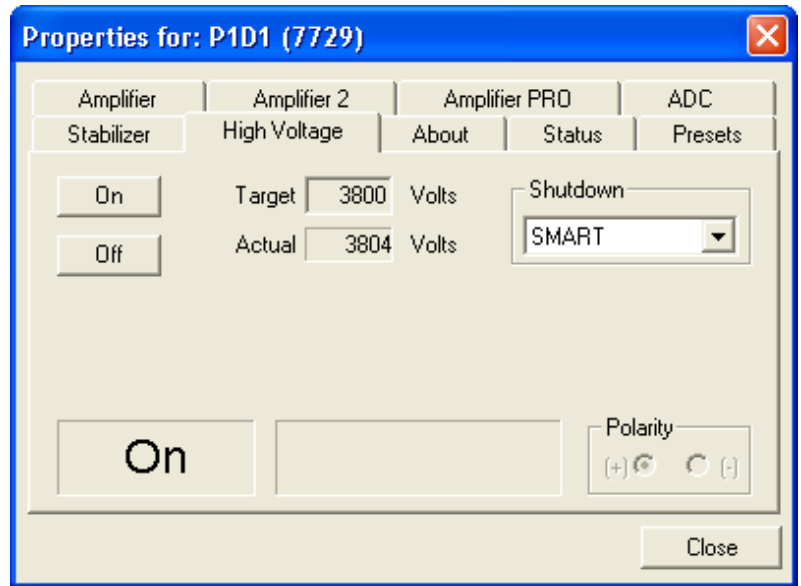 Properties for: P1D1 (7729)
Amplifier Amplifier 2 Amplifier PRO ADC
Stabilizer High Voltage About Status Presets
On Target 3800 Volts Shutdown
Off Actual 3804 Volts SMART
On Polarity
(+) (-)
Close